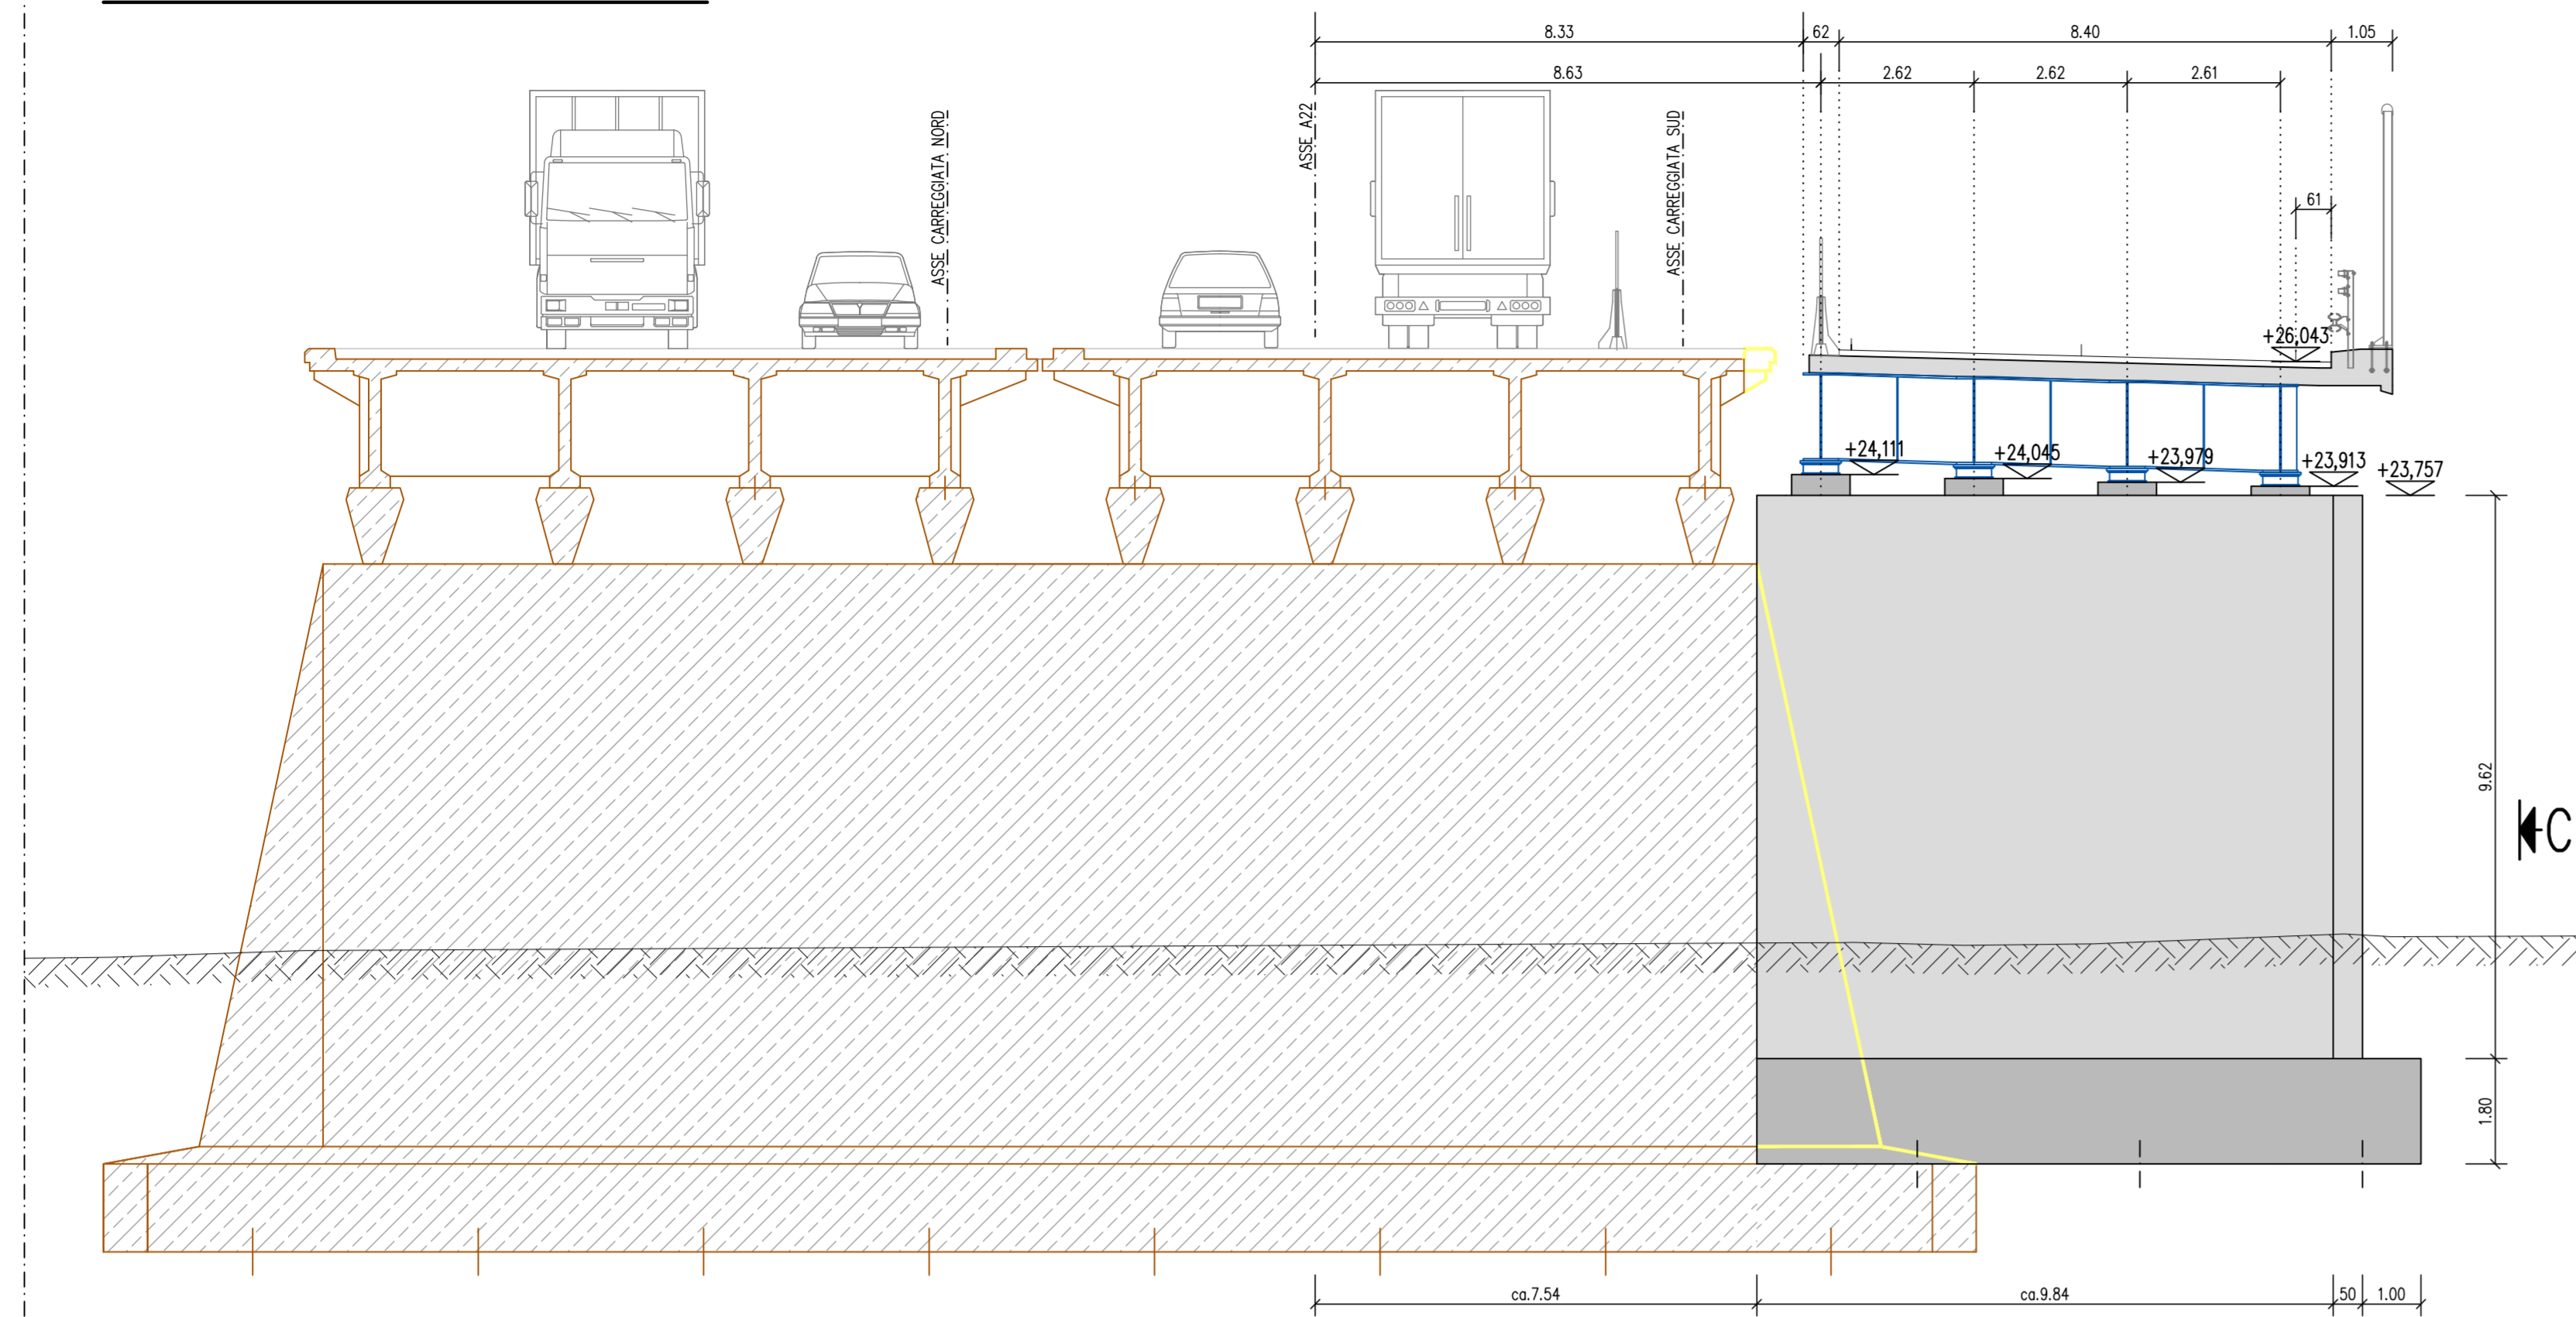 8.33 62 8.40 1.05
8.63 2.62 2.62 2.61
ASSE CARREGGIATA NORD
ASSE A22
ASSE CARREGGIATA SUD
61
+26,043
+24,111
+24,045
+23,979
+23,913
+23,757
9.62
C
1.80
ca.7.54 ca.9.84 50 1.00